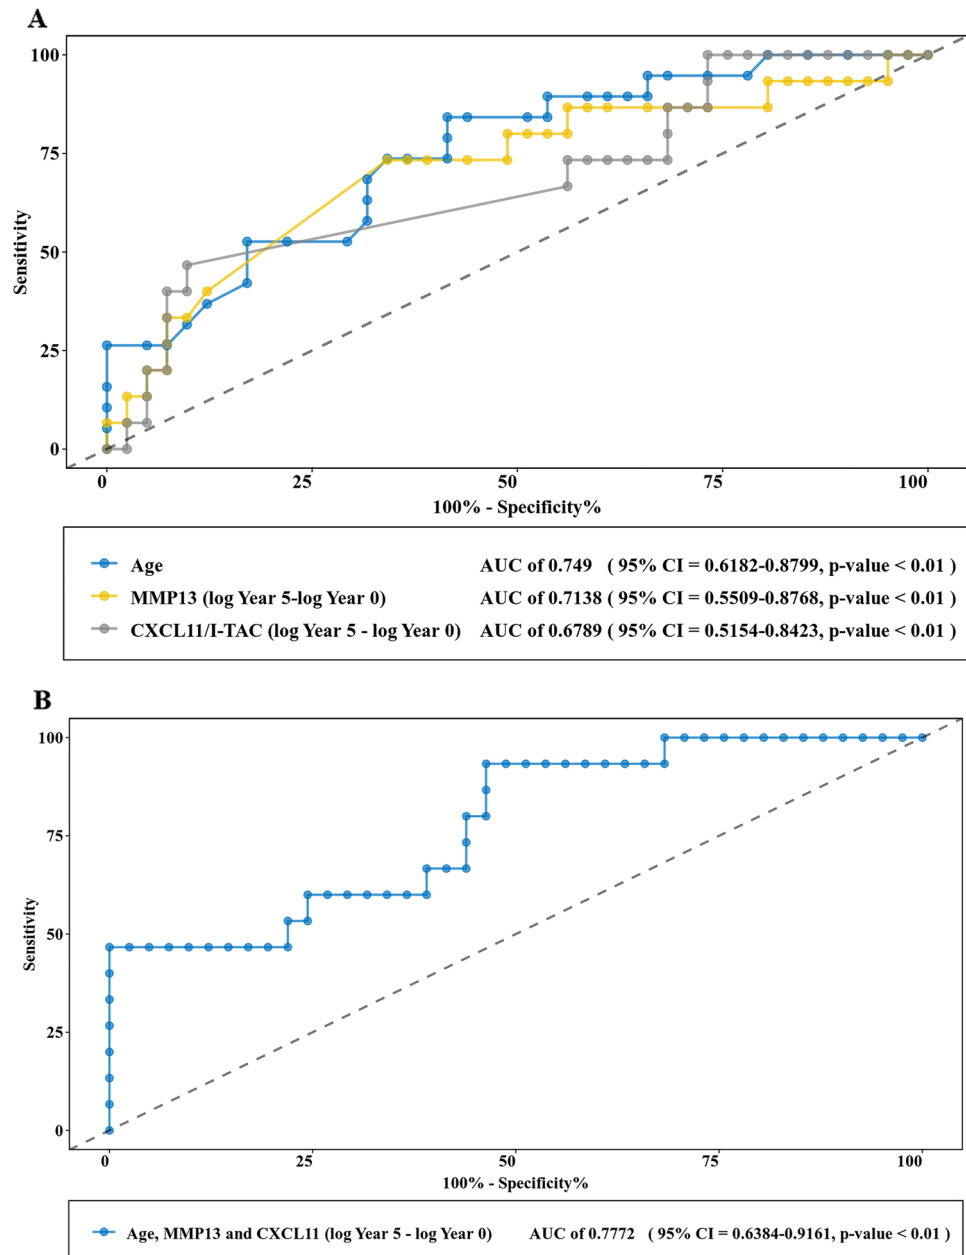 A
100
75
50
25
0
Sensitivity
0 25 50 75 100
100% - Specificity%
Age AUC of 0.749 ( 95% CI = 0.6182-0.8799, p-value < 0.01 )
MMP13 (log Year 5-log Year 0) AUC of 0.7138 ( 95% CI = 0.5509-0.8768, p-value < 0.01 )
CXCL11/I-TAC (log Year 5 - log Year 0) AUC of 0.6789 ( 95% CI = 0.5154-0.8423, p-value < 0.01 )
B
100
75
50
25
0
Sensitivity
0 25 50 75 100
100% - Specificity%
Age, MMP13 and CXCL11 (log Year 5 - log Year 0) AUC of 0.7772 ( 95% CI = 0.6384-0.9161, p-value < 0.01 )